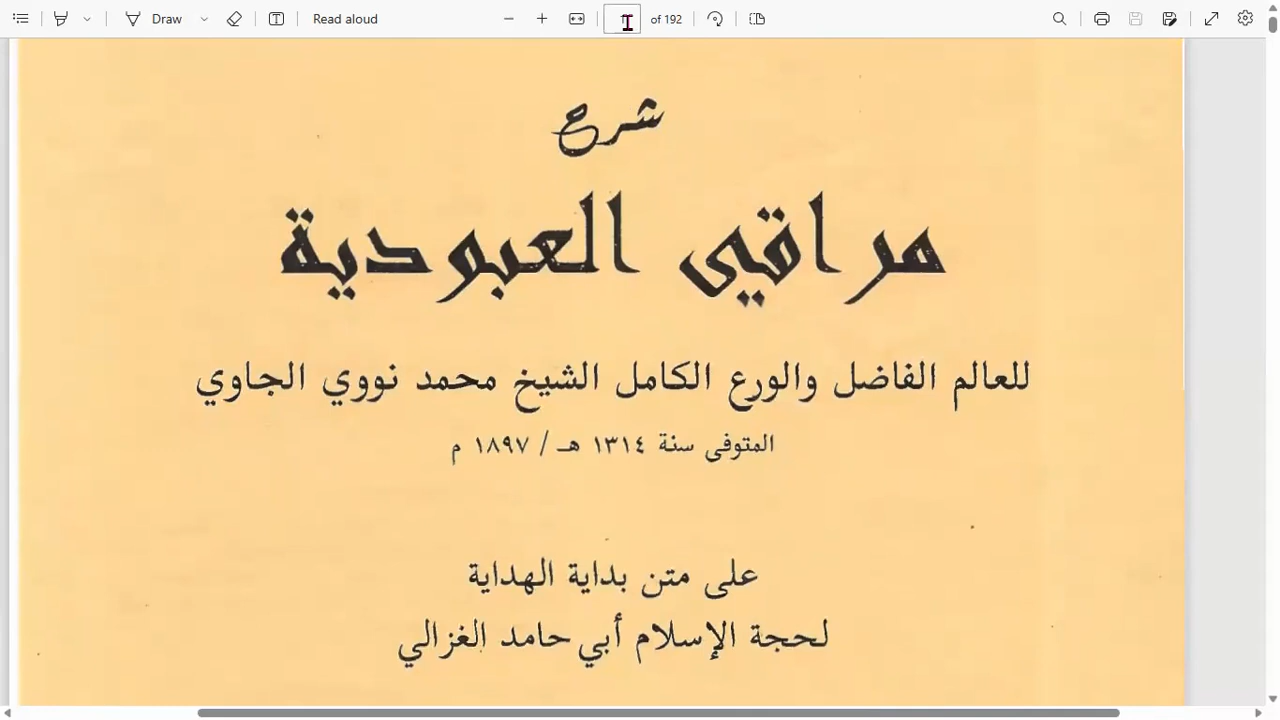 Draw
Read aloud
of 192
شرح
مراقي العبودية
للعالم الفاضل والورع الكامل الشيخ محمد نووي الجاوي
المتوفى سنة ١٣١٤ هـ / ١٨٩٧ م
على متن بداية الهداية
لحجة الإسلام أبي حامد الغزالي